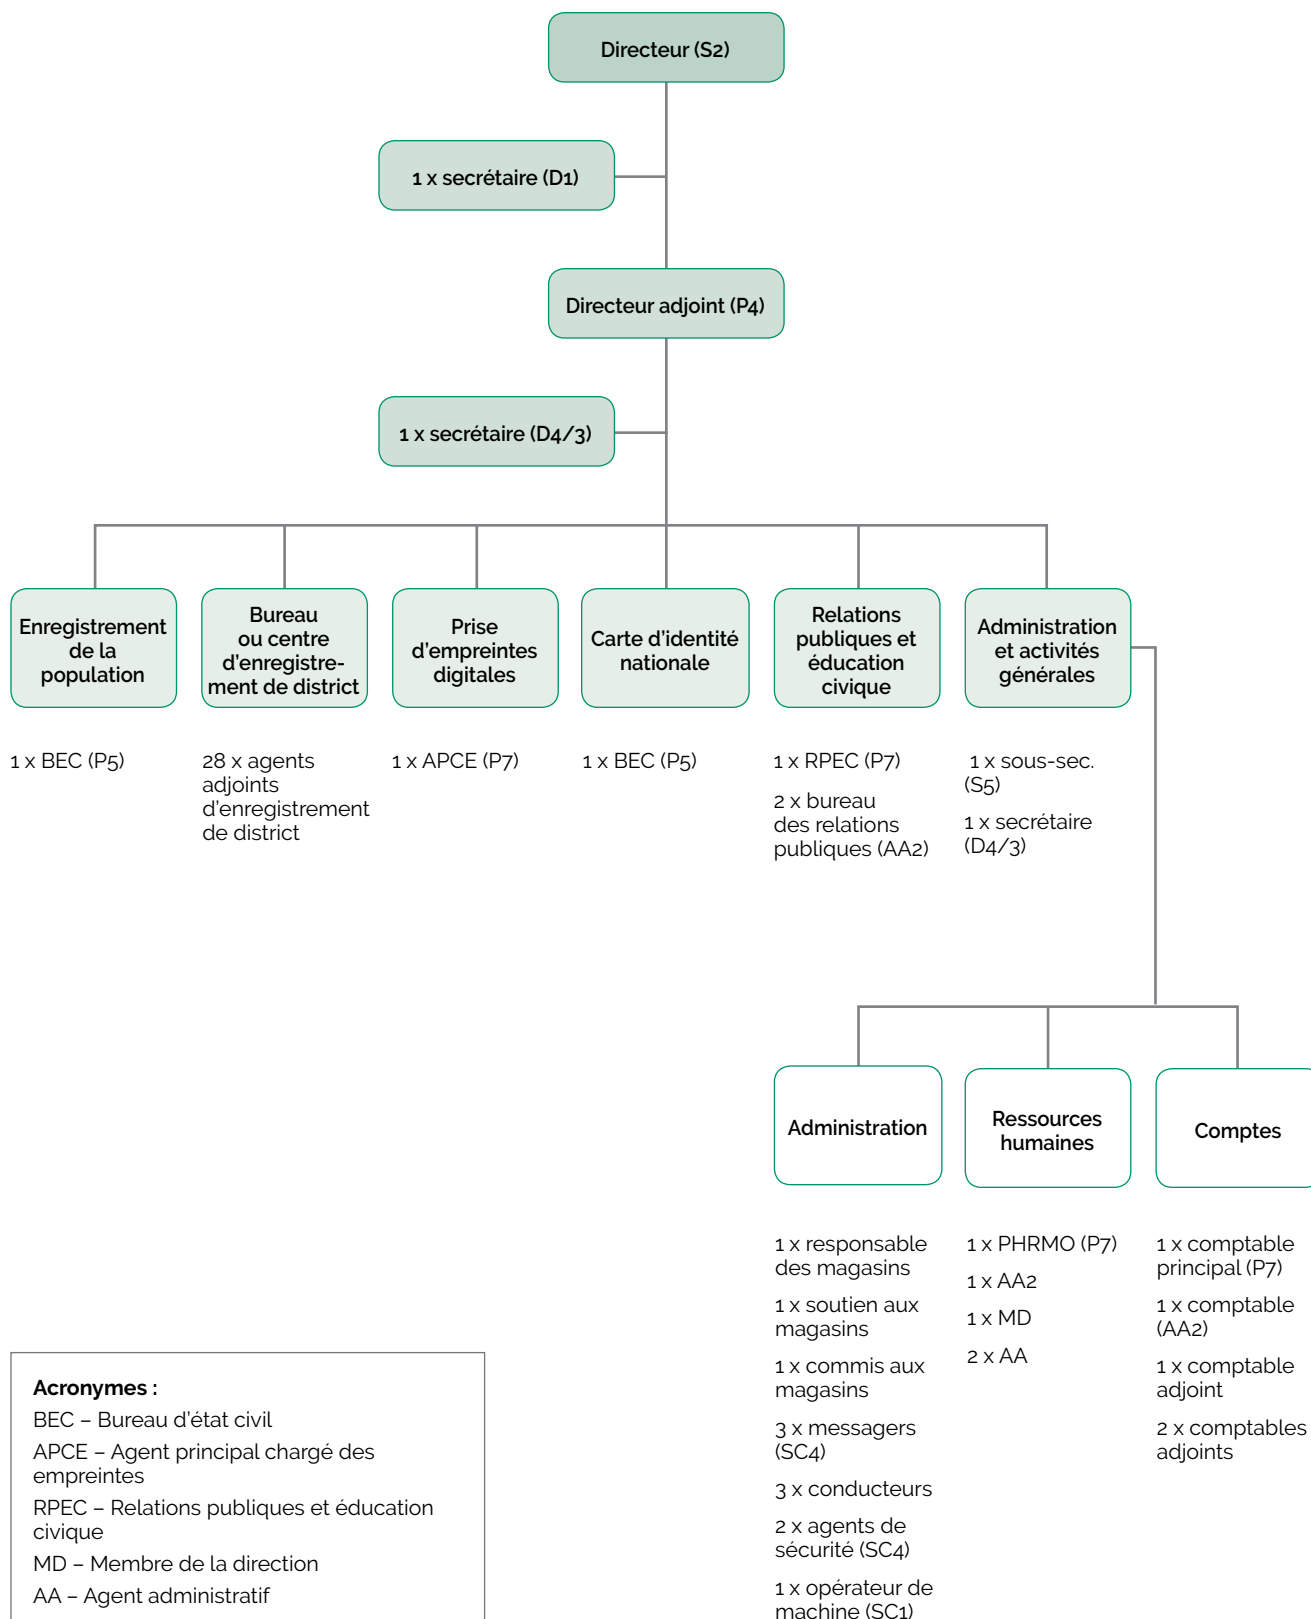 Directeur (S2)
1 x secrétaire (D1)
Directeur adjoint (P4)
1 x secrétaire (D4/3)
Enregistrement
de la
population
Bureau
ou centre
d'enregistre-
ment de district
Prise
d'empreintes
digitales
Carte d'identité
nationale
Relations
publiques et
éducation
civique
Administration
et activités
générales
1 x BEC (P5)
28 x agents
adjoints
d'enregistrement
de district
1 x APCE (P7)
1 x BEC (P5)
1 x RPEC (P7)
2 x bureau
des relations
publiques (AA2)
1 x sous-sec.
(S5)
1 x secrétaire
(D4/3)
Administration
Ressources
humaines
Comptes
1 x responsable
des magasins
1 x soutien aux
magasins
1 x commis aux
magasins
3 x messagers
(SC4)
3 x conducteurs
2 x agents de
sécurité (SC4)
1 x opérateur de
machine (SC1)
1 x PHRMO (P7)
1 x AA2
1 x MD
2 x AA
1 x comptable
principal (P7)
1 x comptable
(AA2)
1 x comptable
adjoint
2 x comptables
adjoints
Acronymes :
BEC – Bureau d'état civil
APCE – Agent principal chargé des
empreintes
RPEC – Relations publiques et éducation
civique
MD – Membre de la direction
AA – Agent administratif